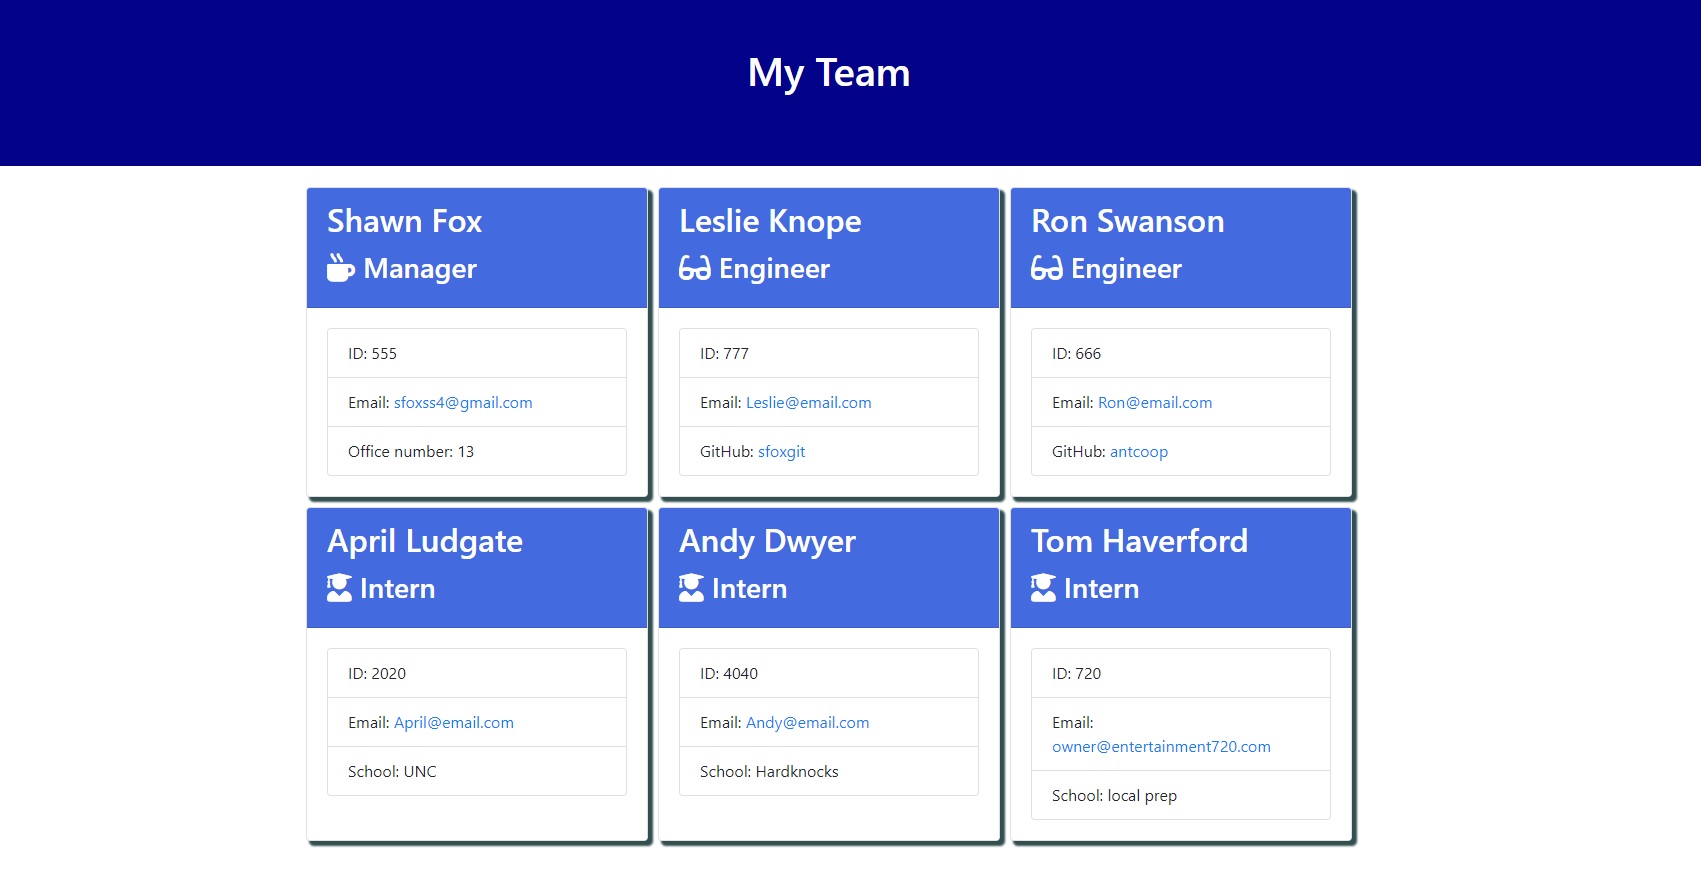 My Team
Shawn Fox
Manager
ID: 555
Email: sfoxss4@gmail.com
Office number: 13
Leslie Knope
Engineer
ID: 777
Email: Leslie@email.com
GitHub: sfoxgit
Ron Swanson
Engineer
ID: 666
Email: Ron@email.com
GitHub: antcoop
April Ludgate
Intern
ID: 2020
Email: April@email.com
School: UNC
Andy Dwyer
Intern
ID: 4040
Email: Andy@email.com
School: Hardknocks
Tom Haverford
Intern
ID: 720
Email:
owner@entertainment720.com
School: local prep